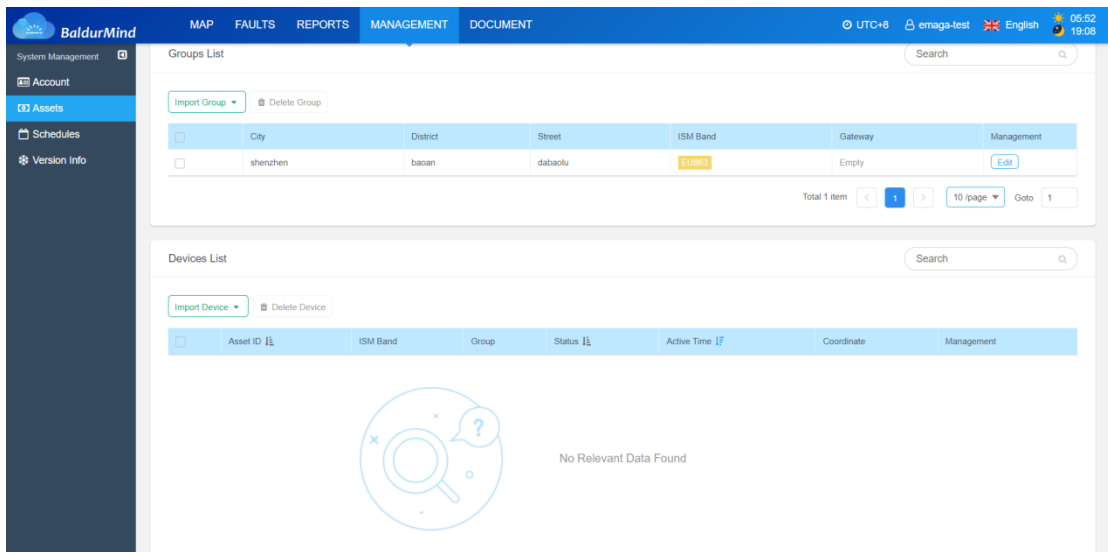 BaldurMind
MAP FAULTS REPORTS MANAGEMENT DOCUMENT
UTC+8 emaga-test English 05:52
19:08
System Management
Account
Assets
Schedules
Version Info
Groups List Search
Import Group Delete Group
City District Street ISM Band Gateway Management
shenzhen baoan dabaolu EU863 Empty Edit
Total 1 item < 1 > 10 /page Goto 1
Devices List Search
Import Device Delete Device
Asset ID ISM Band Group Status Active Time Coordinate Management
?
No Relevant Data Found